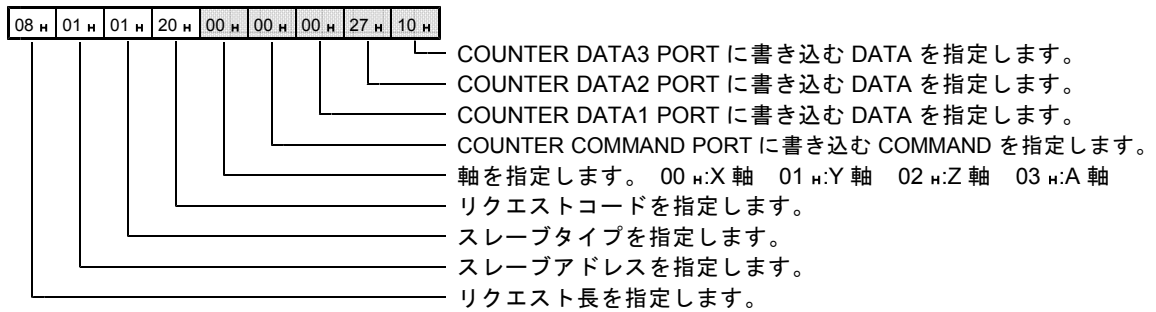 08 H 01 H 01 H 20 H 00 H 00 H 00 H 27 H 10 H
COUNTER DATA3 PORT に書き込む DATA を指定します。
COUNTER DATA2 PORT に書き込む DATA を指定します。
COUNTER DATA1 PORT に書き込む DATA を指定します。
COUNTER COMMAND PORT に書き込む COMMAND を指定します。
軸を指定します。 00 H:X 軸 01 H:Y 軸 02 H:Z 軸 03 H:A 軸
リクエストコードを指定します。
スレーブタイプを指定します。
スレーブアドレスを指定します。
リクエスト長を指定します。